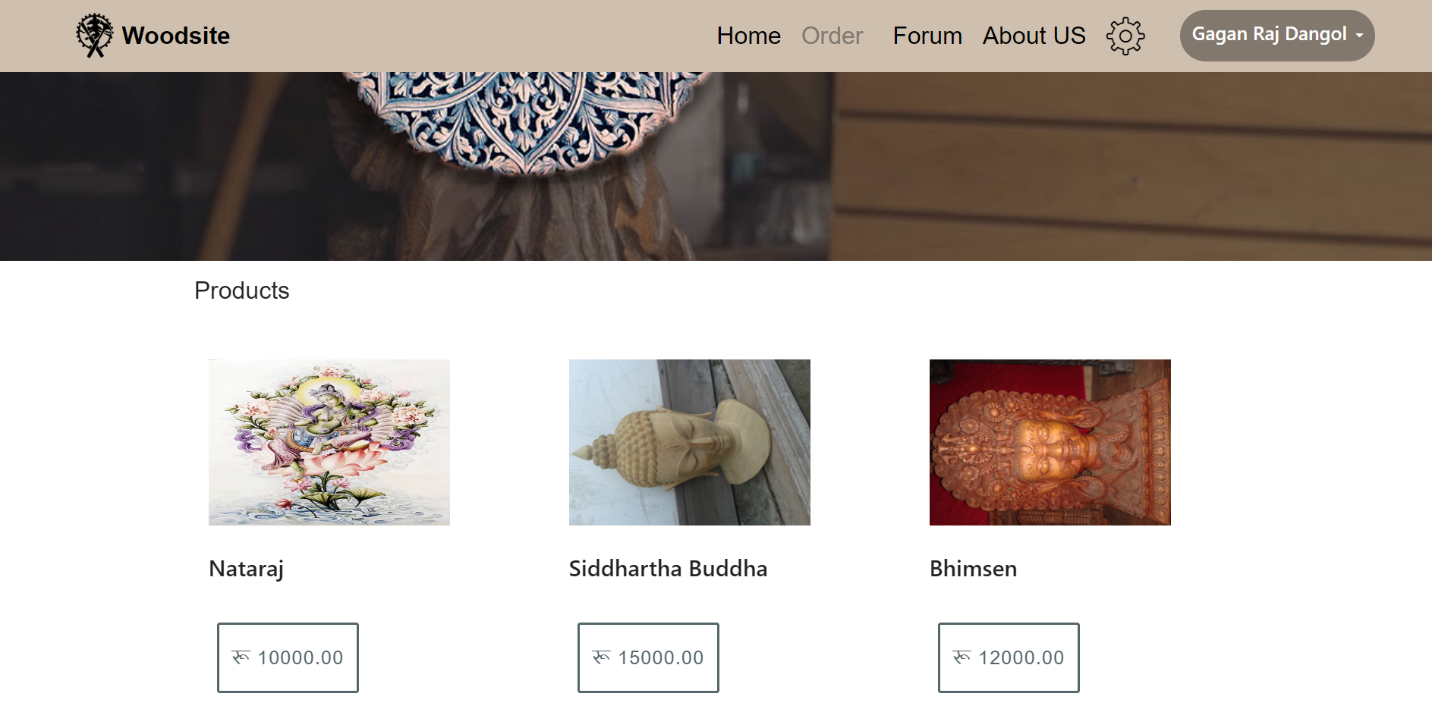 Woodsite Home Order Forum About US Gagan Raj Dangol
Products
Nataraj Siddhartha Buddha Bhimsen
रू 10000.00 रू 15000.00 रू 12000.00